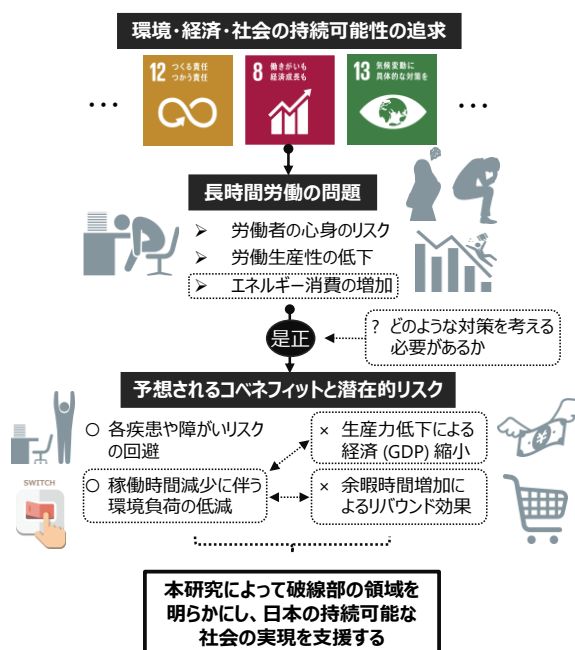 環境・経済・社会の持続可能性の追求
12 つくる責任
つかう責任
8 働きがいも
経済成長も
13 気候変動に
具体的な対策を
… …
長時間労働の問題
➢ 労働者の心身のリスク
➢ 労働生産性の低下
➢ エネルギー消費の増加
是正
? どのような対策を考える
必要があるか
予想されるコベネフィットと潜在的リスク
○ 各疾患や障がいリスク
の回避
× 生産力低下による
経済 (GDP) 縮小
¥
SWITCH
○ 稼働時間減少に伴う
環境負荷の低減
× 余暇時間増加に
よるリバウンド効果
本研究によって破線部の領域を
明らかにし、日本の持続可能な
社会の実現を支援する